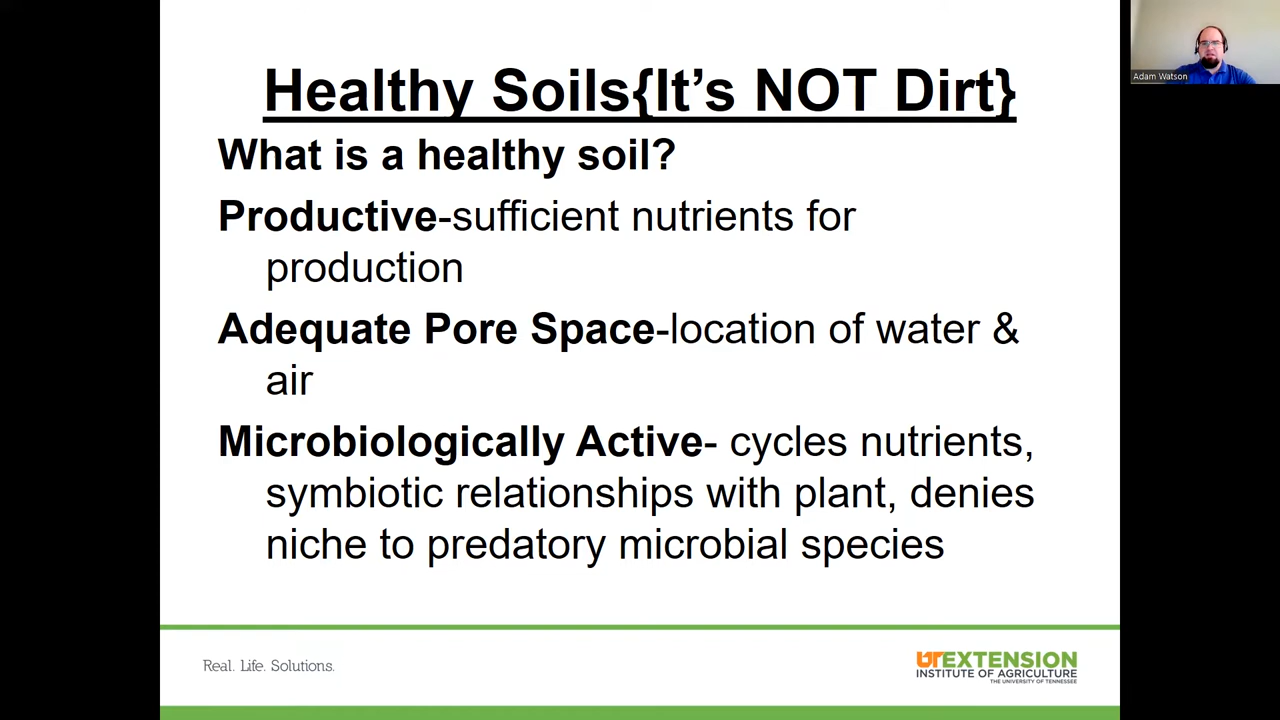 Healthy Soils{It's NOT Dirt}
What is a healthy soil?
Productive-sufficient nutrients for
production
Adequate Pore Space-location of water &
air
Microbiologically Active- cycles nutrients,
symbiotic relationships with plant, denies
niche to predatory microbial species
Adam Watson
Real. Life. Solutions.
UTEXTENSION
INSTITUTE OF AGRICULTURE
THE UNIVERSITY OF TENNESSEE